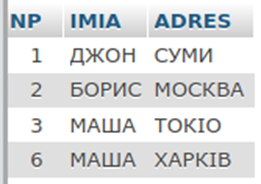 NP IMIA ADRES
1 ДЖОН СУМИ
2 БОРИС МОСКВА
3 МАША ТОКІО
6 МАША ХАРКІВ